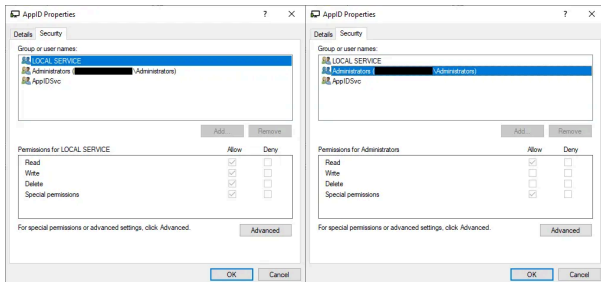 AppID Properties
Details Security
Group or user names:
LOCAL SERVICE
Administrators ( \Administrators)
AppIDSvc
Add... Remove
Permissions for LOCAL SERVICE Allow Deny
Read
Write
Delete
Special permissions
For special permissions or advanced settings, click Advanced.
Advanced
OK Cancel
AppID Properties
Details Security
Group or user names:
LOCAL SERVICE
Administrators ( \Administrators)
AppIDSvc
Add... Remove
Permissions for Administrators Allow Deny
Read
Write
Delete
Special permissions
For special permissions or advanced settings, click Advanced.
Advanced
OK Cancel